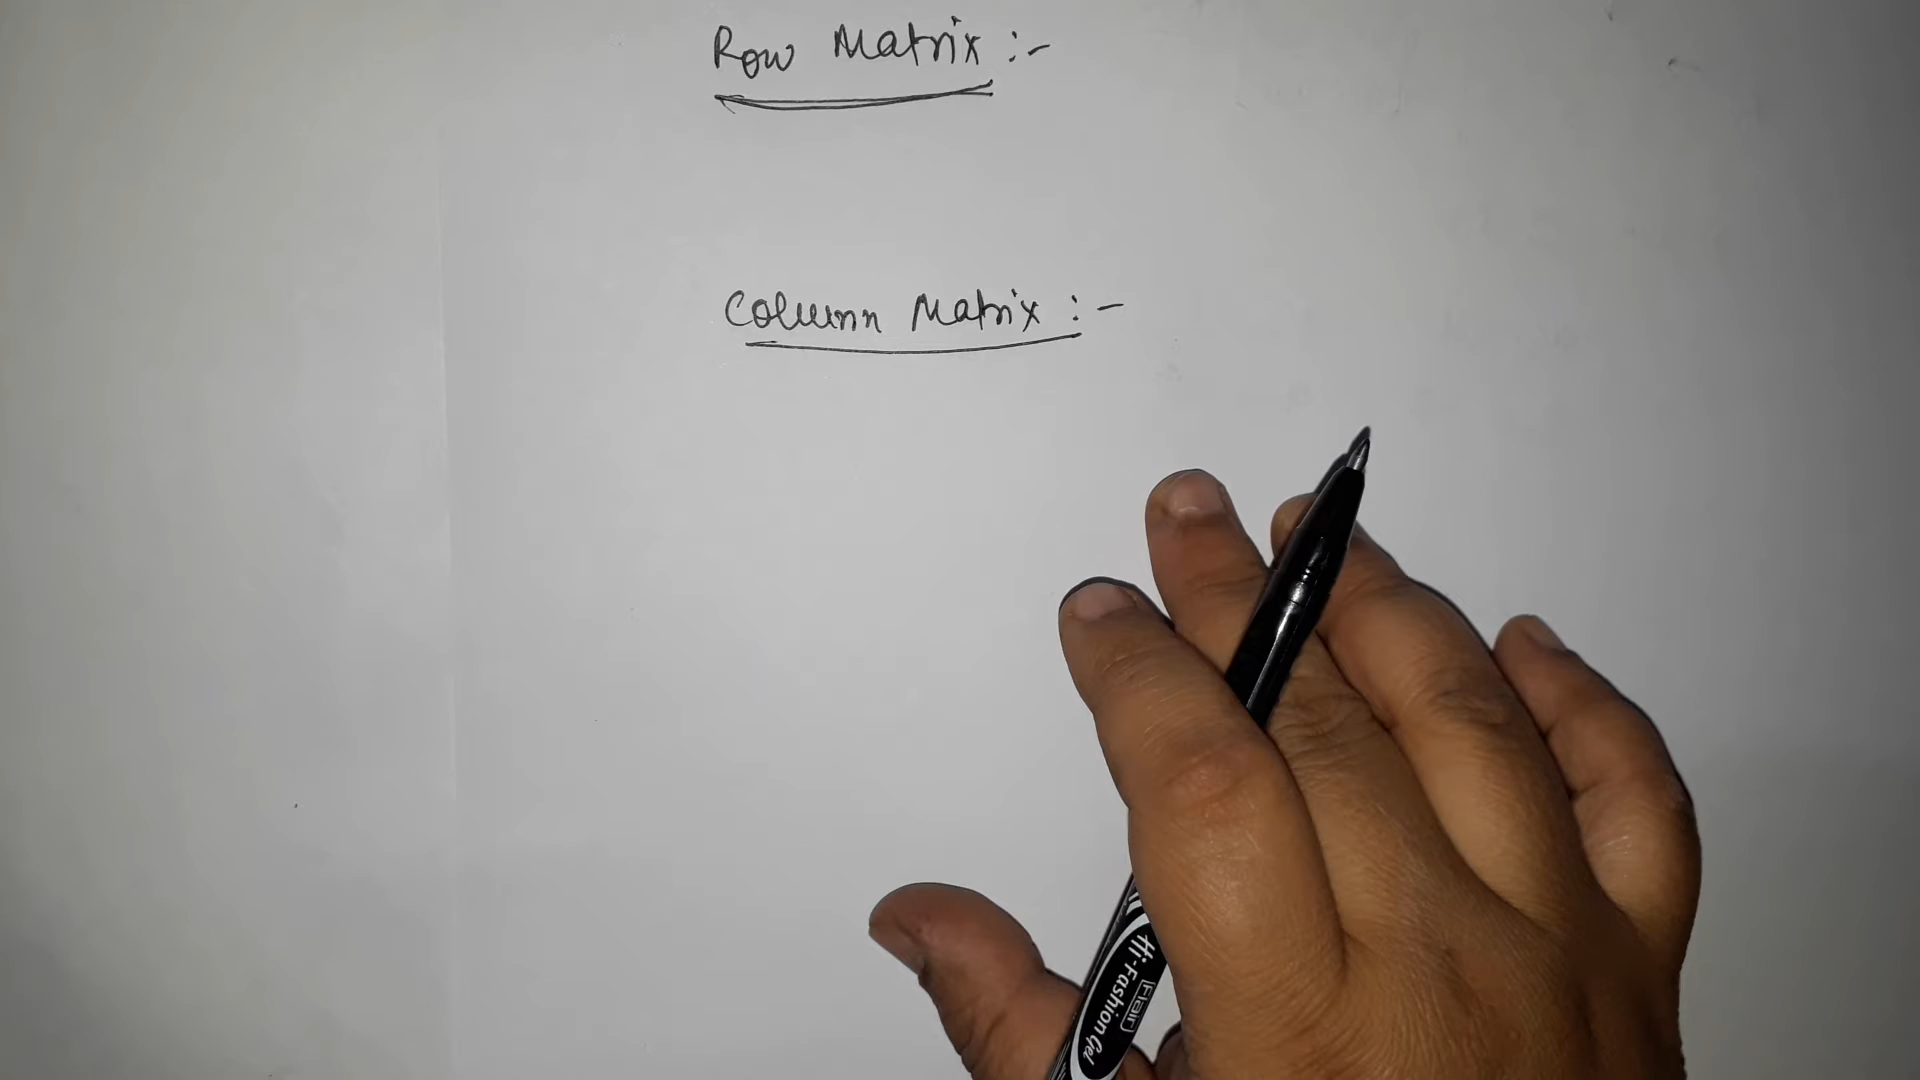 Row Matrix :-
Column Matrix :-
Flair
Hi-Fashion Gel